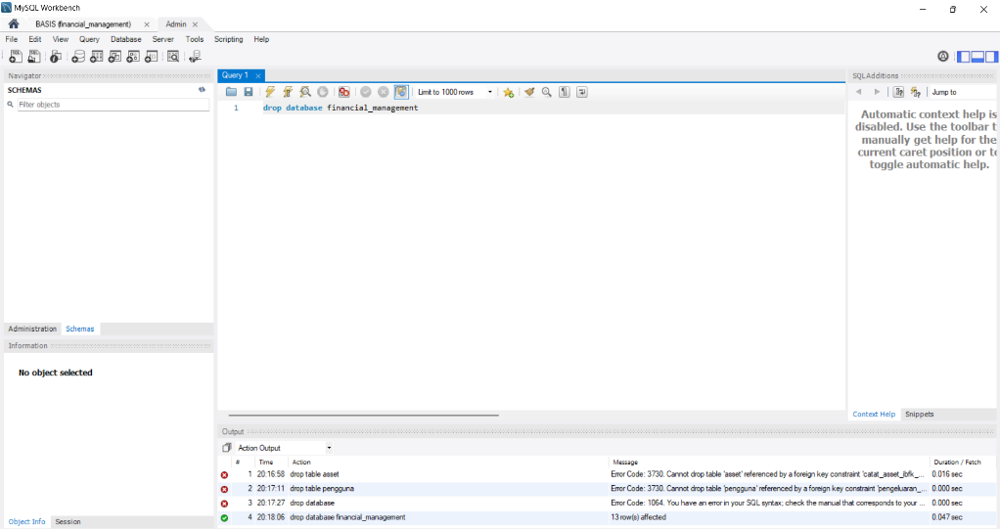 MySQL Workbench
BASIS (financial_management) × Admin ×
File Edit View Query Database Server Tools Scripting Help
Navigator
SCHEMAS
Filter objects
Administration Schemas
Information
No object selected
Object Info Session
Query 1 ×
Limit to 1000 rows
1 drop database financial_management
SQLAdditions
Jump to
Automatic context help is
disabled. Use the toolbar t
manually get help for the
current caret position or to
toggle automatic help.
Context Help Snippets
Output
Action Output
# Time Action Message Duration / Fetch
1 20:16:58 drop table asset Error Code: 3730. Cannot drop table 'asset' referenced by a foreign key constraint 'catat_asset_ibfk_... 0.016 sec
2 20:17:11 drop table pengguna Error Code: 3730. Cannot drop table 'pengguna' referenced by a foreign key constraint 'pengeluaran_... 0.000 sec
3 20:17:27 drop database Error Code: 1064. You have an error in your SQL syntax; check the manual that corresponds to your ... 0.000 sec
4 20:18:06 drop database financial_management 13 row(s) affected 0.047 sec